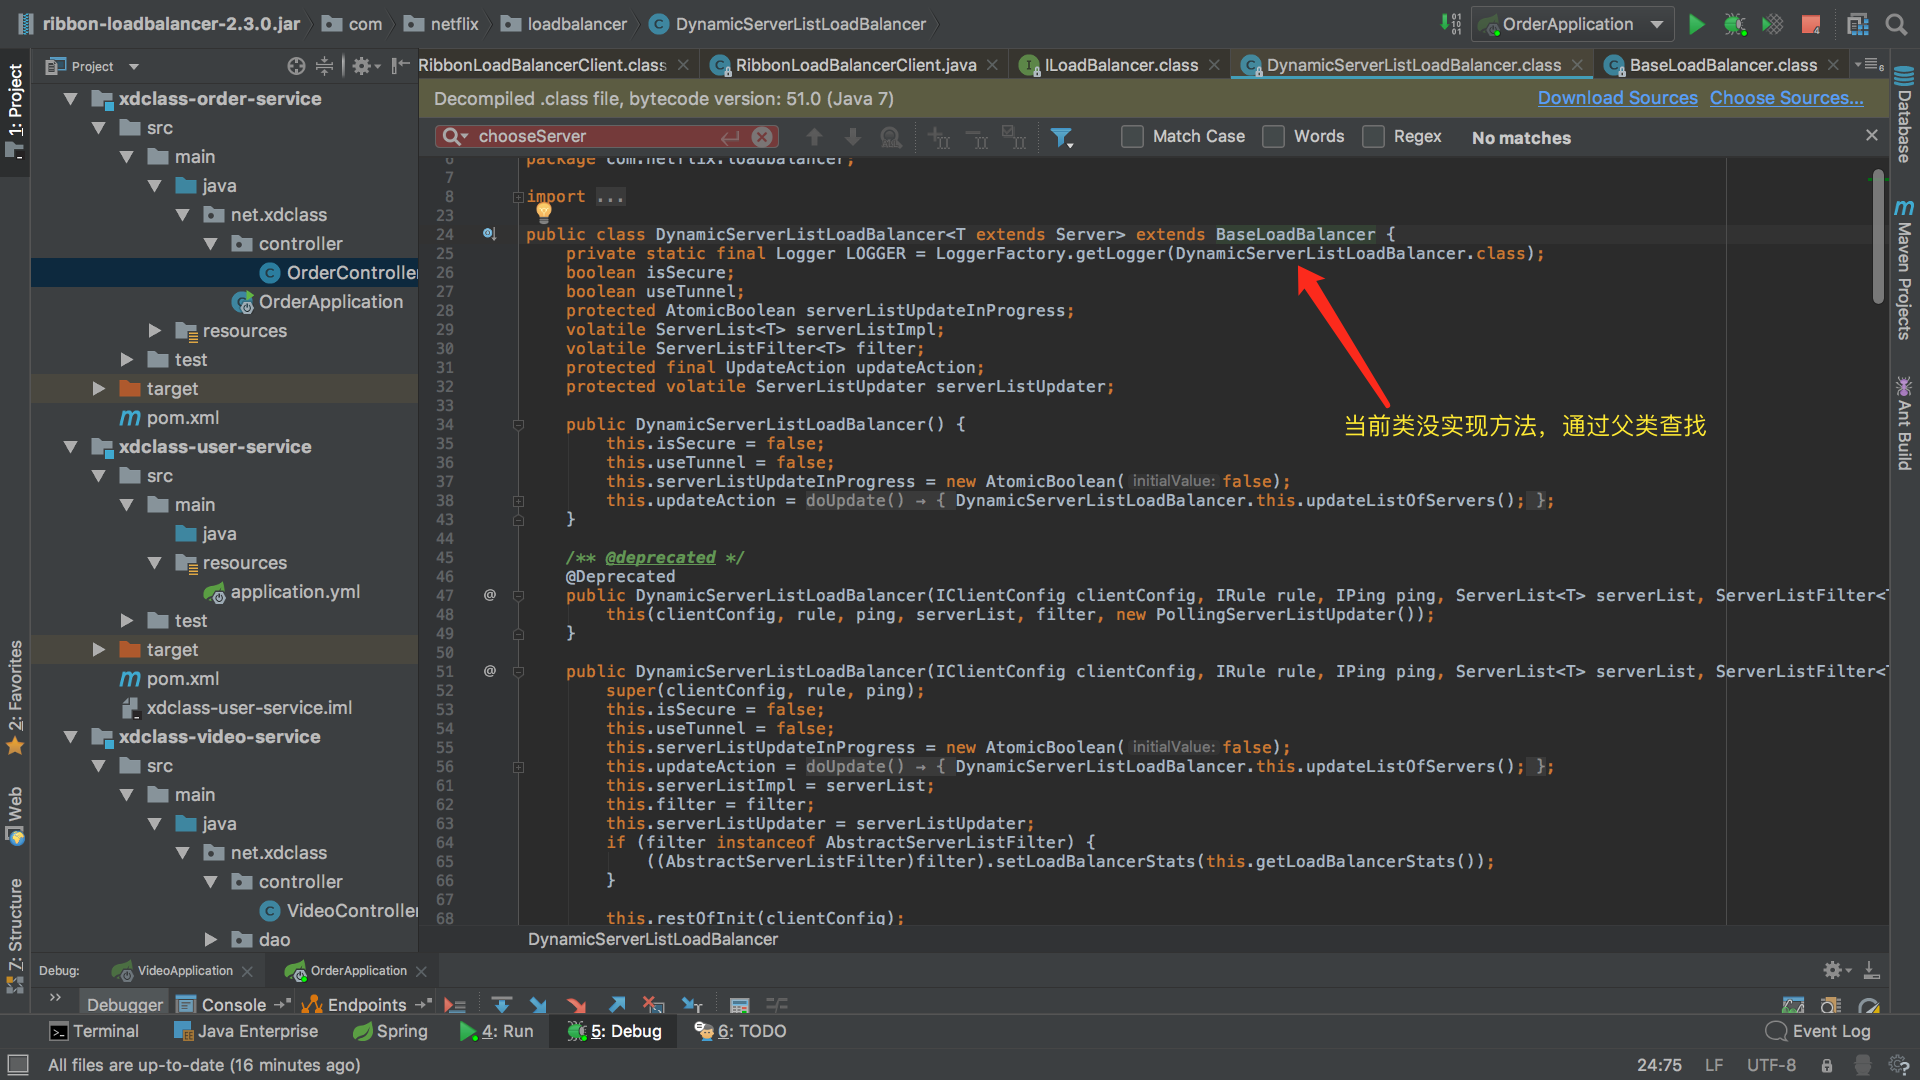 ribbon-loadbalancer-2.3.0.jar com netflix loadbalancer DynamicServerListLoadBalancer
OrderApplication
Project
RibbonLoadBalancerClient.class RibbonLoadBalancerClient.java ILoadBalancer.class DynamicServerListLoadBalancer.class BaseLoadBalancer.class
Decompiled .class file, bytecode version: 51.0 (Java 7) Download Sources Choose Sources...
chooseServer Match Case Words Regex No matches
1: Project
2: Favorites
Web
7: Structure
xdclass-order-service
src
main
java
net.xdclass
controller
OrderController
OrderApplication
resources
test
target
pom.xml
xdclass-user-service
src
main
java
resources
application.yml
test
target
pom.xml
xdclass-user-service.iml
xdclass-video-service
src
main
java
net.xdclass
controller
VideoController
dao
6 package com.netflix.loadbalancer;
7
8 import ...
23
24 public class DynamicServerListLoadBalancer<T extends Server> extends BaseLoadBalancer {
25 private static final Logger LOGGER = LoggerFactory.getLogger(DynamicServerListLoadBalancer.class);
26 boolean isSecure;
27 boolean useTunnel;
28 protected AtomicBoolean serverListUpdateInProgress;
29 volatile ServerList<T> serverListImpl;
30 volatile ServerListFilter<T> filter;
31 protected final UpdateAction updateAction;
32 protected volatile ServerListUpdater serverListUpdater;
33
当前类没实现方法，通过父类查找
34 public DynamicServerListLoadBalancer() {
35 this.isSecure = false;
36 this.useTunnel = false;
37 this.serverListUpdateInProgress = new AtomicBoolean( initialValue: false);
38 this.updateAction = doUpdate() → { DynamicServerListLoadBalancer.this.updateListOfServers(); };
43 }
44
45 /** @deprecated */
46 @Deprecated
47 @ public DynamicServerListLoadBalancer(IClientConfig clientConfig, IRule rule, IPing ping, ServerList<T> serverList, ServerListFilter<T
48 this(clientConfig, rule, ping, serverList, filter, new PollingServerListUpdater());
49 }
50
51 @ public DynamicServerListLoadBalancer(IClientConfig clientConfig, IRule rule, IPing ping, ServerList<T> serverList, ServerListFilter<T
52 super(clientConfig, rule, ping);
53 this.isSecure = false;
54 this.useTunnel = false;
55 this.serverListUpdateInProgress = new AtomicBoolean( initialValue: false);
56 this.updateAction = doUpdate() → { DynamicServerListLoadBalancer.this.updateListOfServers(); };
61 this.serverListImpl = serverList;
62 this.filter = filter;
63 this.serverListUpdater = serverListUpdater;
64 if (filter instanceof AbstractServerListFilter) {
65 ((AbstractServerListFilter)filter).setLoadBalancerStats(this.getLoadBalancerStats());
66 }
67
68 this.restOfInit(clientConfig);
DynamicServerListLoadBalancer
Database
Maven Projects
Ant Build
Debug: VideoApplication OrderApplication
Debugger Console Endpoints
Terminal Java Enterprise Spring 4: Run 5: Debug 6: TODO Event Log
All files are up-to-date (16 minutes ago) 24:75 LF UTF-8